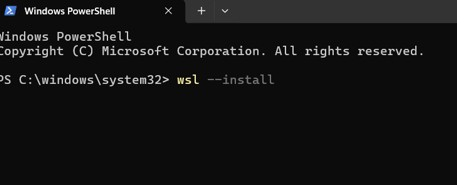 Windows PowerShell
Windows PowerShell
Copyright (C) Microsoft Corporation. All rights reserved.
PS C:\windows\system32> wsl --install